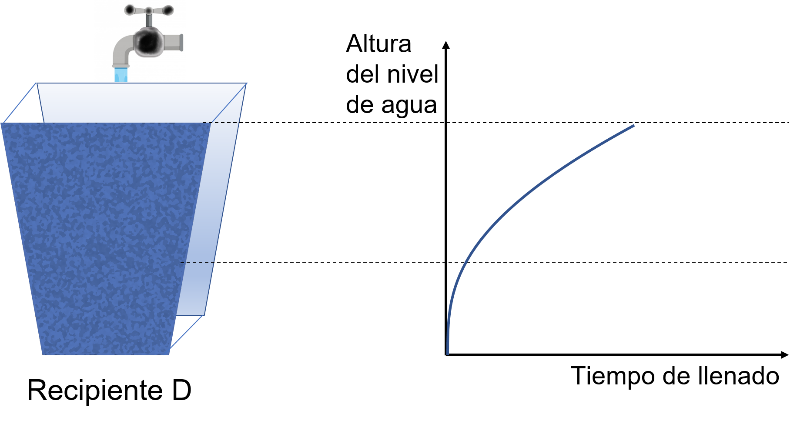 Altura
del nivel
de agua
Recipiente D
Tiempo de llenado